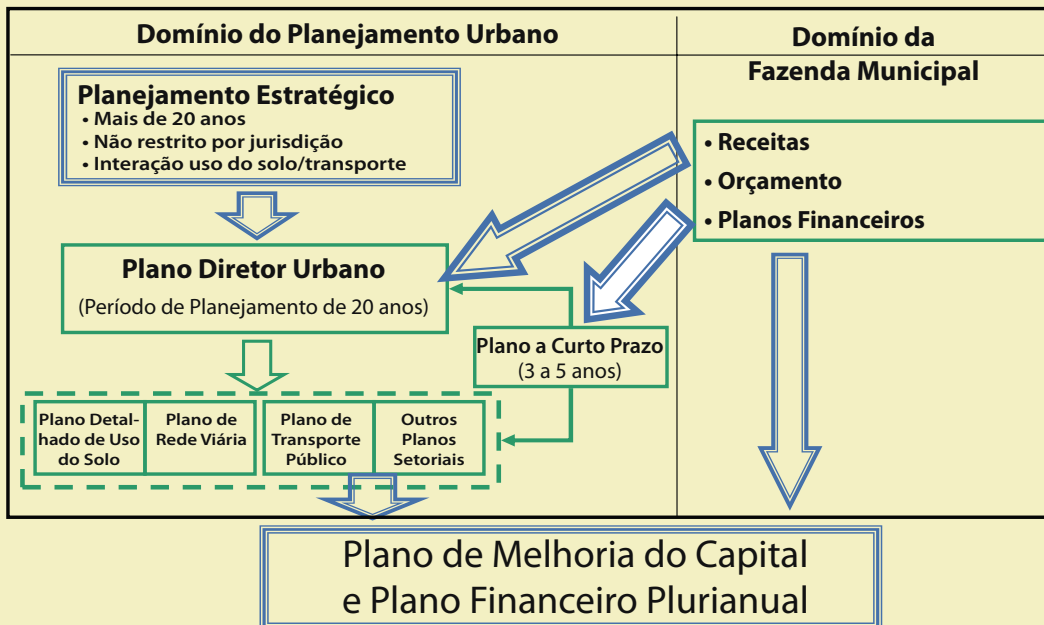 Domínio do Planejamento Urbano
Domínio da
Fazenda Municipal
Planejamento Estratégico
• Mais de 20 anos
• Não restrito por jurisdição
• Interação uso do solo/transporte
• Receitas
• Orçamento
• Planos Financeiros
Plano Diretor Urbano
(Período de Planejamento de 20 anos)
Plano a Curto Prazo
(3 a 5 anos)
Plano Detal-
hado de Uso
do Solo
Plano de
Rede Viária
Plano de
Transporte
Público
Outros
Planos
Setoriais
Plano de Melhoria do Capital
e Plano Financeiro Plurianual